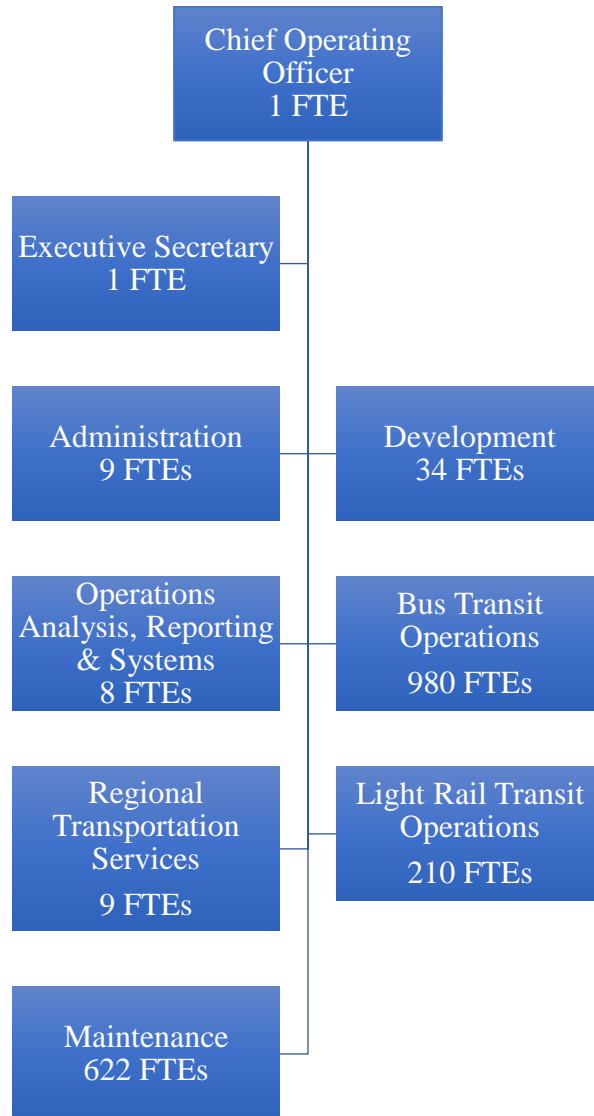 Chief Operating
Officer
1 FTE
Executive Secretary
1 FTE
Administration
9 FTEs
Development
34 FTEs
Operations
Analysis, Reporting
& Systems
8 FTEs
Bus Transit
Operations
980 FTEs
Regional
Transportation
Services
9 FTEs
Light Rail Transit
Operations
210 FTEs
Maintenance
622 FTEs